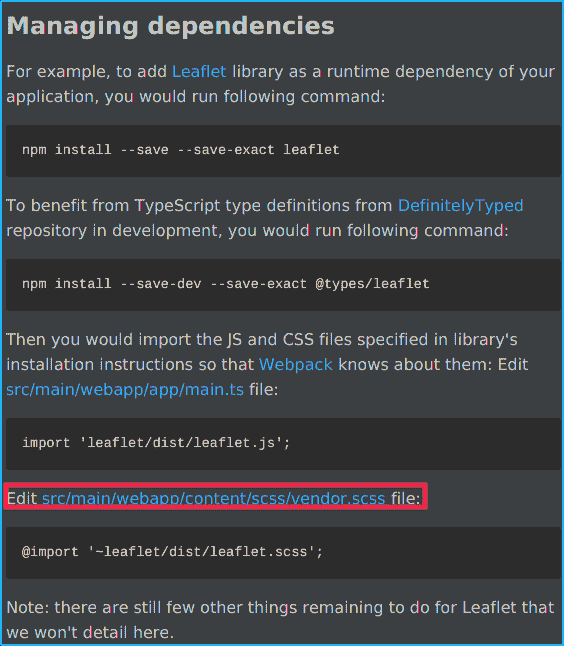 Managing dependencies
For example, to add Leaflet library as a runtime dependency of your
application, you would run following command:
npm install --save --save-exact leaflet
To benefit from TypeScript type definitions from DefinitelyTyped
repository in development, you would run following command:
npm install --save-dev --save-exact @types/leaflet
Then you would import the JS and CSS files specified in library's
installation instructions so that Webpack knows about them: Edit
src/main/webapp/app/main.ts file:
import 'leaflet/dist/leaflet.js';
Edit src/main/webapp/content/scss/vendor.scss file:
@import '~leaflet/dist/leaflet.scss';
Note: there are still few other things remaining to do for Leaflet that
we won't detail here.